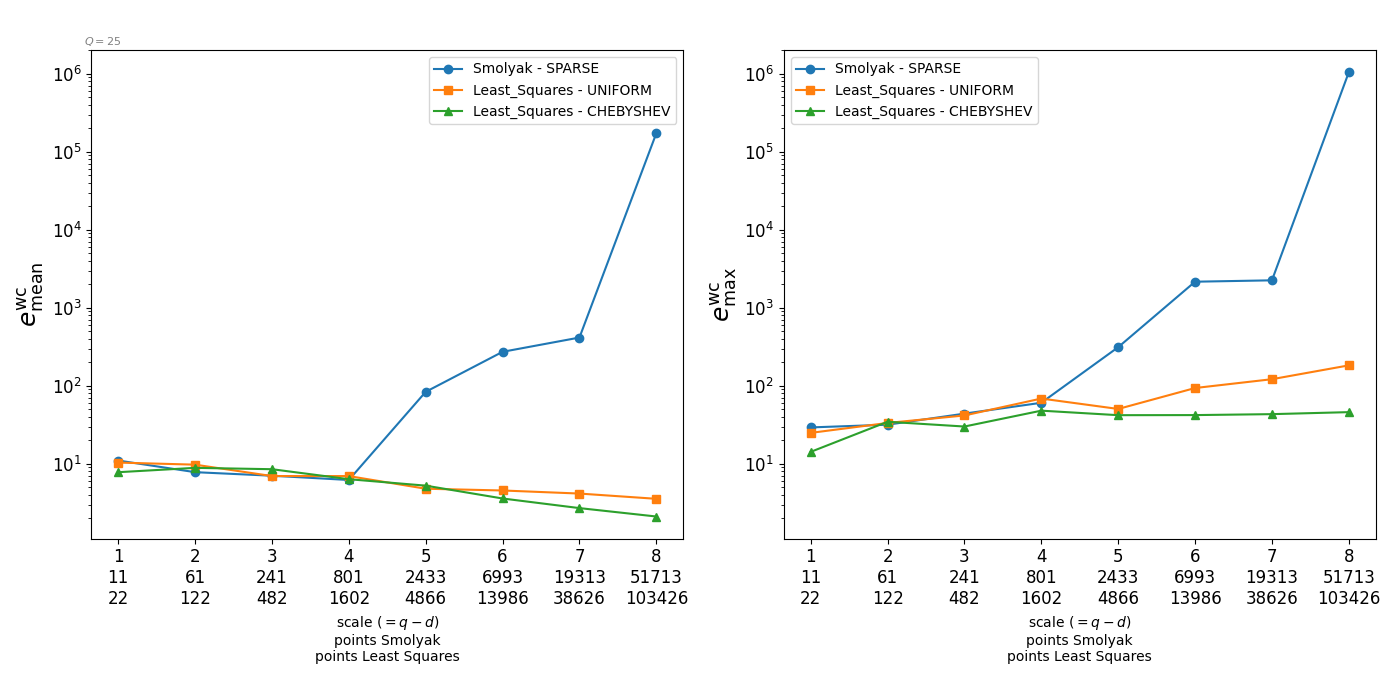 Q = 25
Smolyak - SPARSE
Least_Squares - UNIFORM
Least_Squares - CHEBYSHEV
10^6
10^5
10^4
10^3
10^2
10^1
e^wc_mean
1 2 3 4 5 6 7 8
11 61 241 801 2433 6993 19313 51713
22 122 482 1602 4866 13986 38626 103426
scale (= q − d)
points Smolyak
points Least Squares
Smolyak - SPARSE
Least_Squares - UNIFORM
Least_Squares - CHEBYSHEV
10^6
10^5
10^4
10^3
10^2
10^1
e^wc_max
1 2 3 4 5 6 7 8
11 61 241 801 2433 6993 19313 51713
22 122 482 1602 4866 13986 38626 103426
scale (= q − d)
points Smolyak
points Least Squares